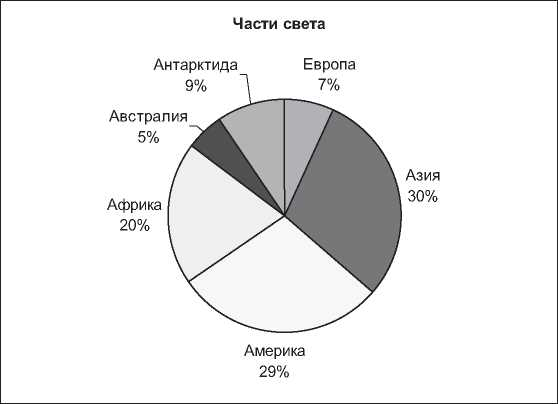 Части света
Антарктида
9%
Европа
7%
Австралия
5%
Азия
30%
Африка
20%
Америка
29%